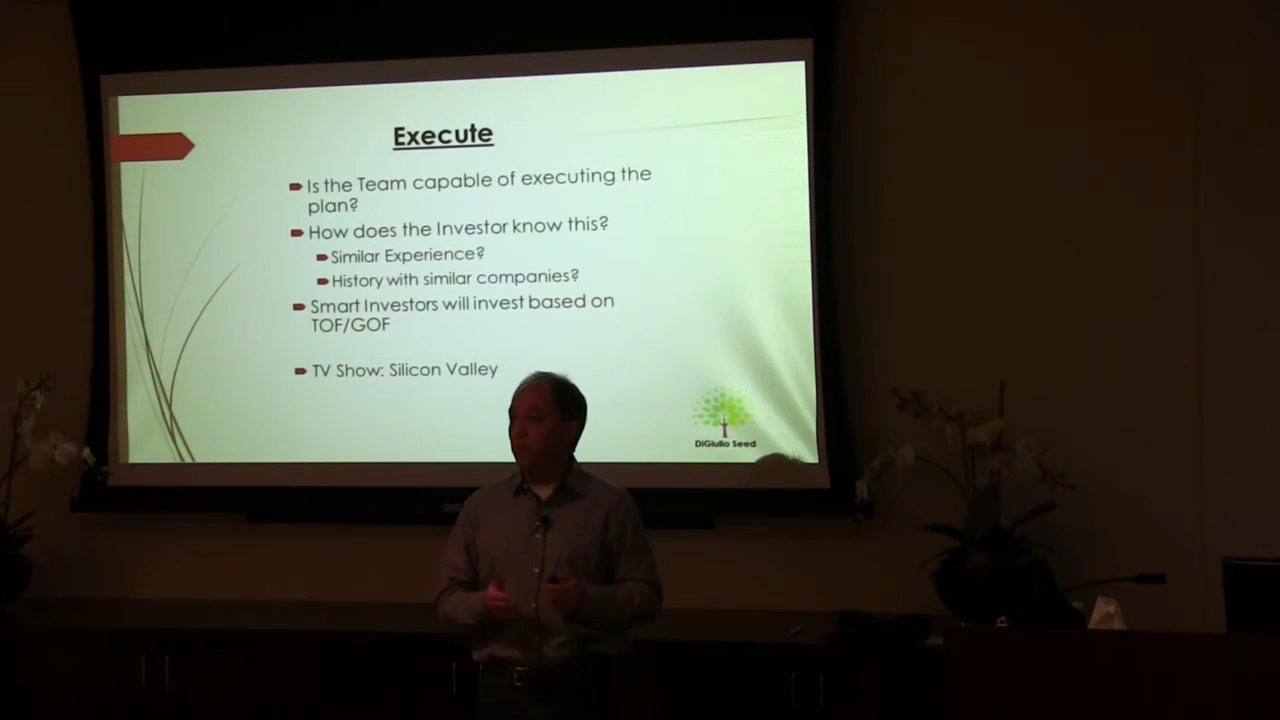 Execute
Is the Team capable of executing the
plan?
How does the Investor know this?
Similar Experience?
History with similar companies?
Smart Investors will invest based on
TOF/GOF
TV Show: Silicon Valley
DiGiulio Seed